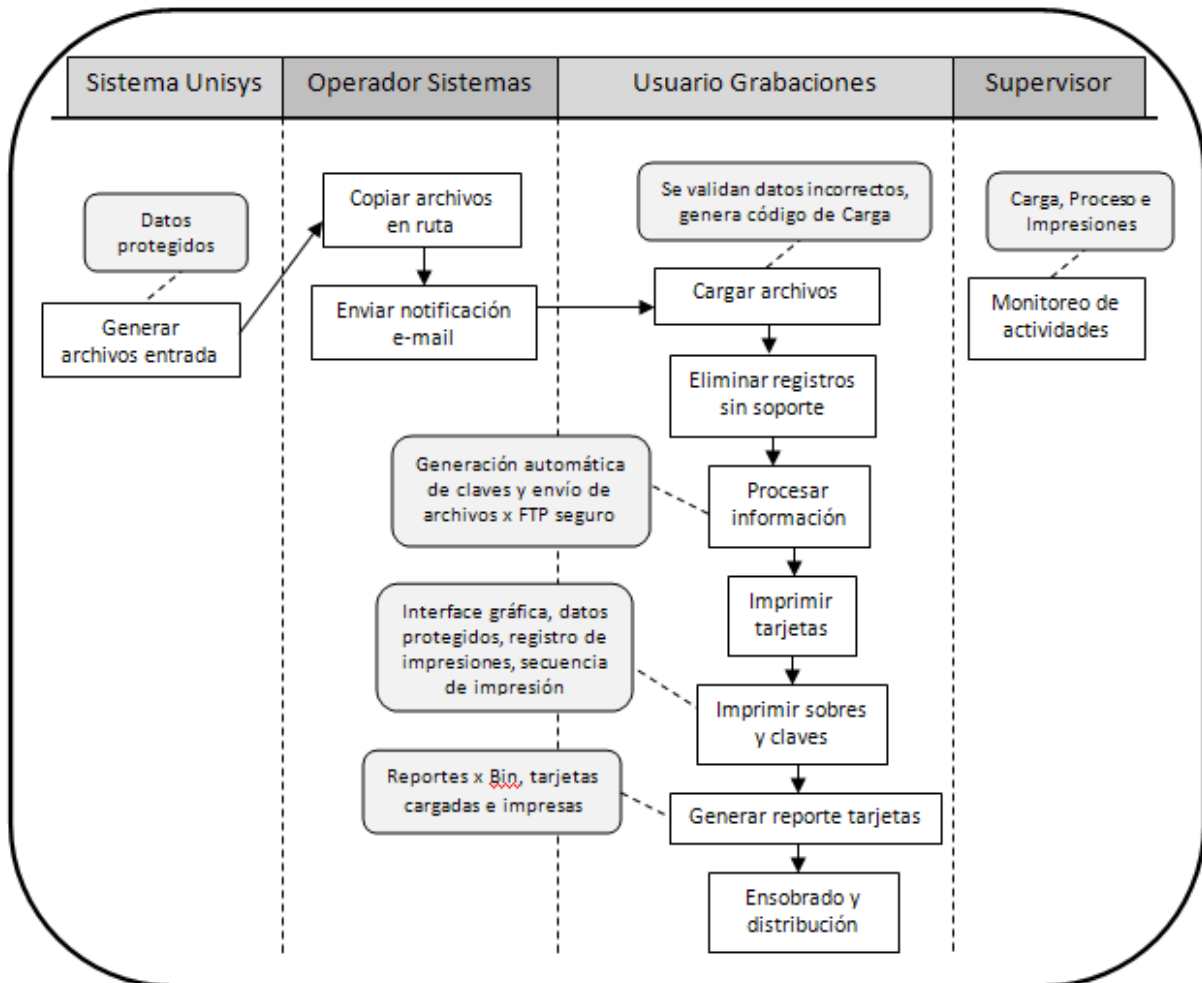 Sistema Unisys
Operador Sistemas
Usuario Grabaciones
Supervisor
Datos
protegidos
Generar
archivos entrada
Copiar archivos
en ruta
Enviar notificación
e-mail
Se validan datos incorrectos,
genera código de Carga
Cargar archivos
Eliminar registros
sin soporte
Generación automática
de claves y envío de
archivos x FTP seguro
Procesar
información
Imprimir
tarjetas
Interface gráfica, datos
protegidos, registro de
impresiones, secuencia
de impresión
Imprimir sobres
y claves
Reportes x Bin, tarjetas
cargadas e impresas
Generar reporte tarjetas
Ensobrado y
distribución
Carga, Proceso e
Impresiones
Monitoreo de
actividades